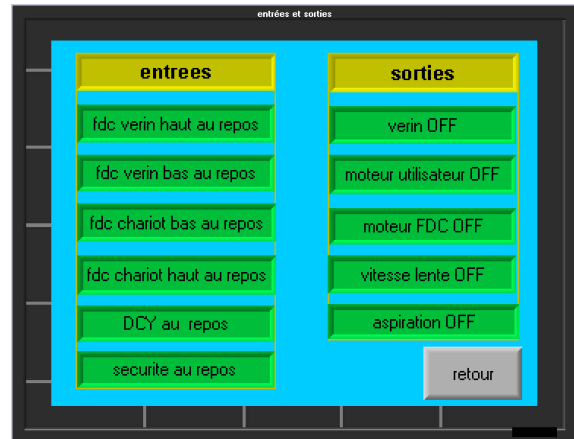 entrées et sorties
entrees
fdc verin haut au repos
fdc verin bas au repos
fdc chariot bas au repos
fdc chariot haut au repos
DCY au repos
securite au repos
sorties
verin OFF
moteur utilisateur OFF
moteur FDC OFF
vitesse lente OFF
aspiration OFF
retour